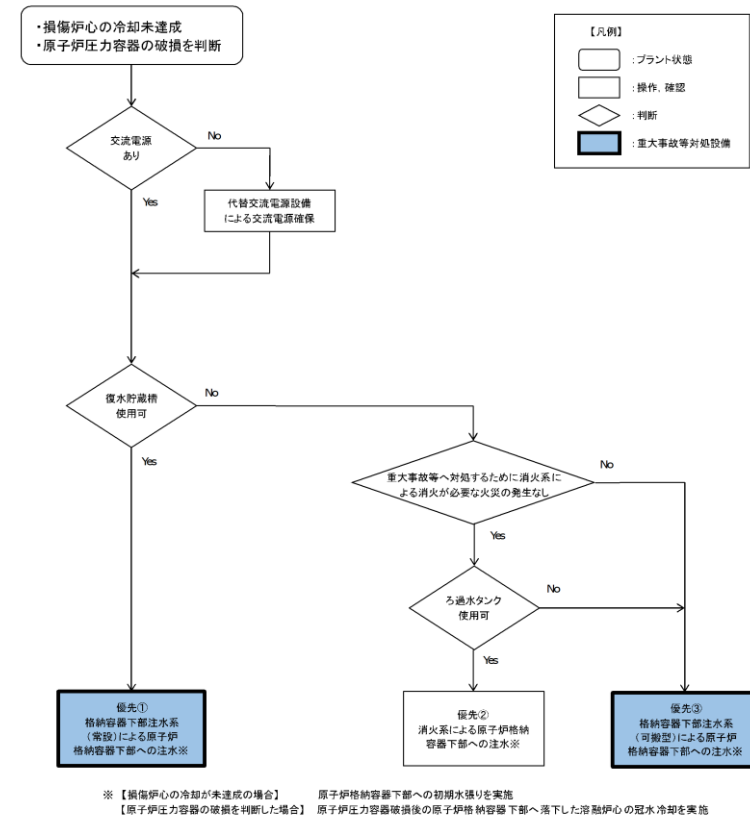 ・損傷炉心の冷却未達成
・原子炉圧力容器の破損を判断
【凡例】
：プラント状態
：操作、確認
：判断
：重大事故等対処設備
交流電源
あり
No
Yes
代替交流電源設備
による交流電源確保
復水貯蔵槽
使用可
No
Yes
重大事故等へ対処するために消火系に
よる消火が必要な火災の発生なし
No
Yes
ろ過水タンク
使用可
No
Yes
優先①
格納容器下部注水系
（常設）による原子炉
格納容器下部への注水※
優先②
消火系による原子炉格納
容器下部への注水※
優先③
格納容器下部注水系
（可搬型）による原子炉
格納容器下部への注水※
※ 【損傷炉心の冷却が未達成の場合】 原子炉格納容器下部への初期水張りを実施
【原子炉圧力容器の破損を判断した場合】 原子炉圧力容器破損後の原子炉格納容器下部へ落下した溶融炉心の冠水冷却を実施